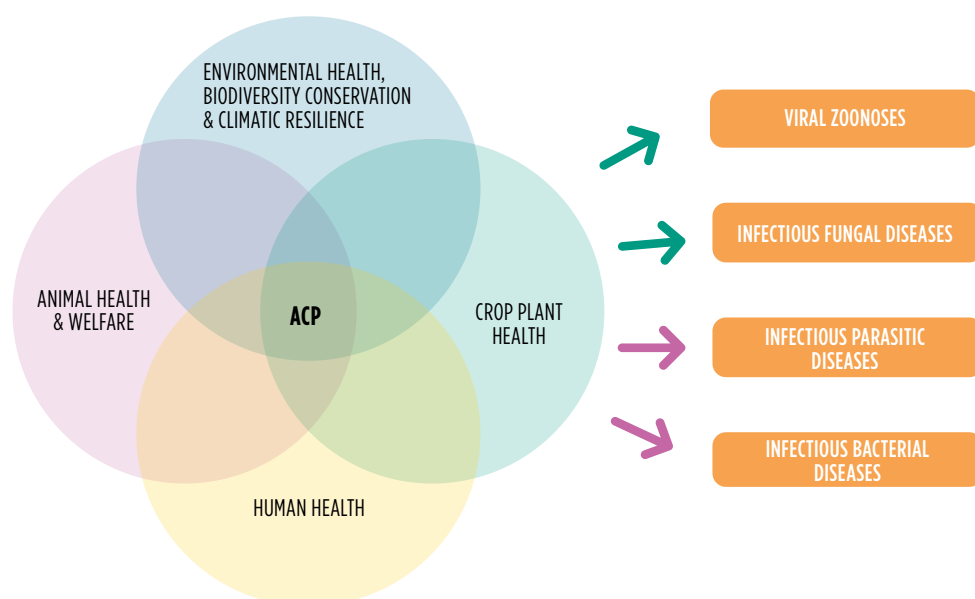 ENVIRONMENTAL HEALTH,
BIODIVERSITY CONSERVATION
& CLIMATIC RESILIENCE
ANIMAL HEALTH
& WELFARE
ACP
CROP PLANT
HEALTH
HUMAN HEALTH
VIRAL ZOONOSES
INFECTIOUS FUNGAL DISEASES
INFECTIOUS PARASITIC
DISEASES
INFECTIOUS BACTERIAL
DISEASES